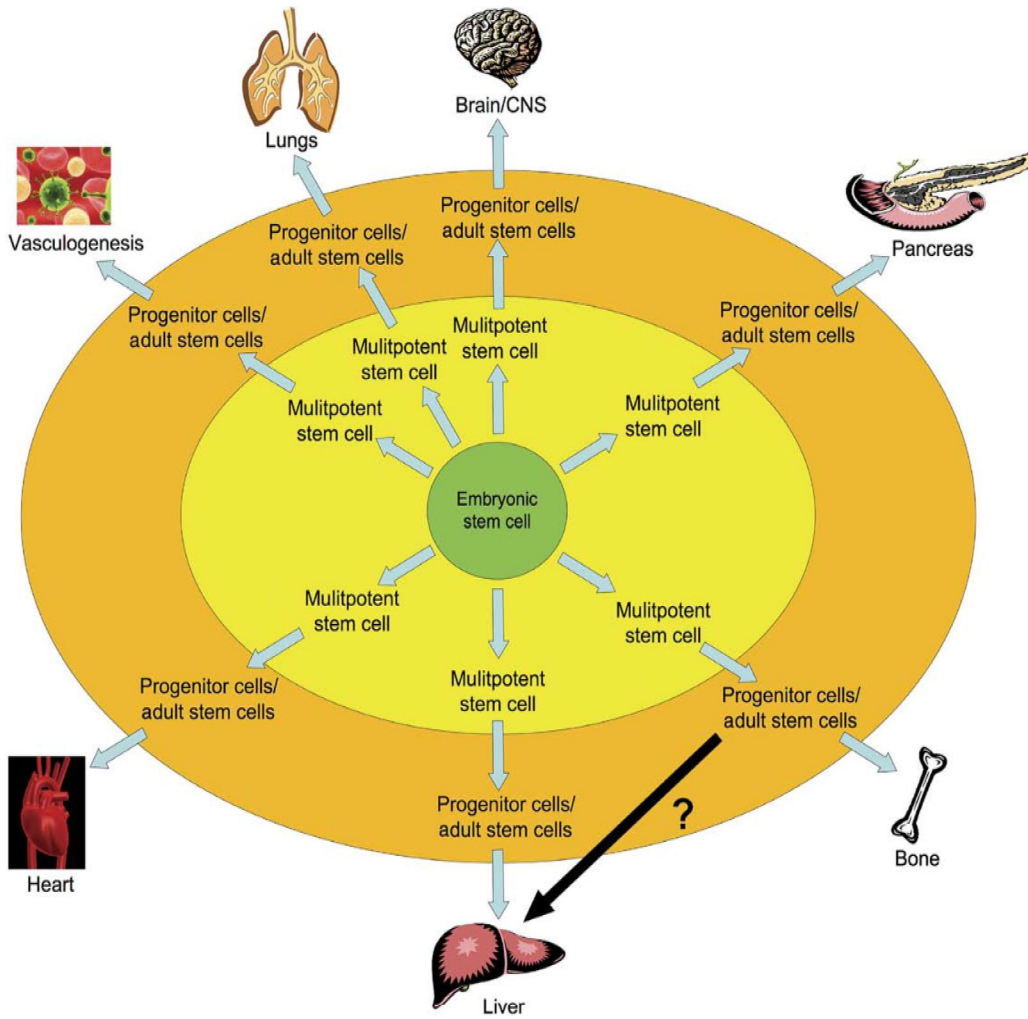 Brain/CNS
Lungs
Vasculogenesis
Pancreas
Progenitor cells/
adult stem cells
Progenitor cells/
adult stem cells
Progenitor cells/
adult stem cells
Progenitor cells/
adult stem cells
Mulitpotent
stem cell
Mulitpotent
stem cell
Mulitpotent
stem cell
Mulitpotent
stem cell
Embryonic
stem cell
Mulitpotent
stem cell
Mulitpotent
stem cell
Mulitpotent
stem cell
Progenitor cells/
adult stem cells
Progenitor cells/
adult stem cells
Progenitor cells/
adult stem cells
?
Heart
Bone
Liver